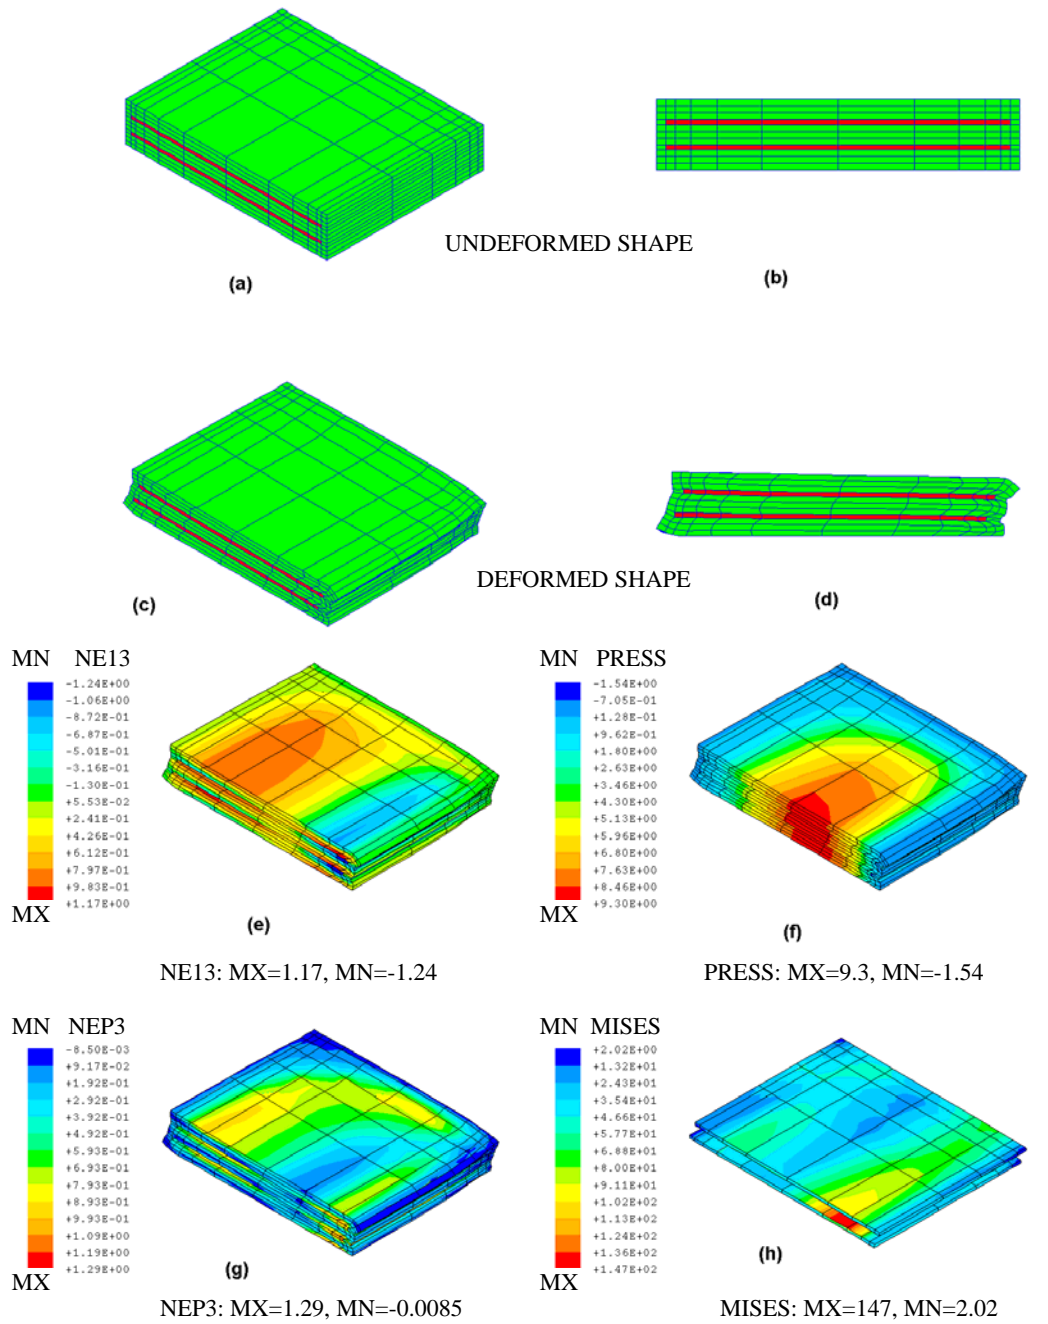 UNDEFORMED SHAPE
(a)
(b)
DEFORMED SHAPE
(c)
(d)
MN NE13
-1.24E+00
-1.06E+00
-8.72E-01
-6.87E-01
-5.01E-01
-3.16E-01
-1.30E-01
+5.53E-02
+2.41E-01
+4.26E-01
+6.12E-01
+7.97E-01
+9.83E-01
+1.17E+00
MX
(e)
NE13: MX=1.17, MN=-1.24
MN PRESS
-1.54E+00
-7.05E-01
+1.28E-01
+9.62E-01
+1.80E+00
+2.63E+00
+3.46E+00
+4.30E+00
+5.13E+00
+5.96E+00
+6.80E+00
+7.63E+00
+8.46E+00
+9.30E+00
MX
(f)
PRESS: MX=9.3, MN=-1.54
MN NEP3
-8.50E-03
+9.17E-02
+1.92E-01
+2.92E-01
+3.92E-01
+4.92E-01
+5.93E-01
+6.93E-01
+7.93E-01
+8.93E-01
+9.93E-01
+1.09E+00
+1.19E+00
+1.29E+00
MX
(g)
NEP3: MX=1.29, MN=-0.0085
MN MISES
+2.02E+00
+1.32E+01
+2.43E+01
+3.54E+01
+4.66E+01
+5.77E+01
+6.88E+01
+8.00E+01
+9.11E+01
+1.02E+02
+1.13E+02
+1.24E+02
+1.36E+02
+1.47E+02
MX
(h)
MISES: MX=147, MN=2.02